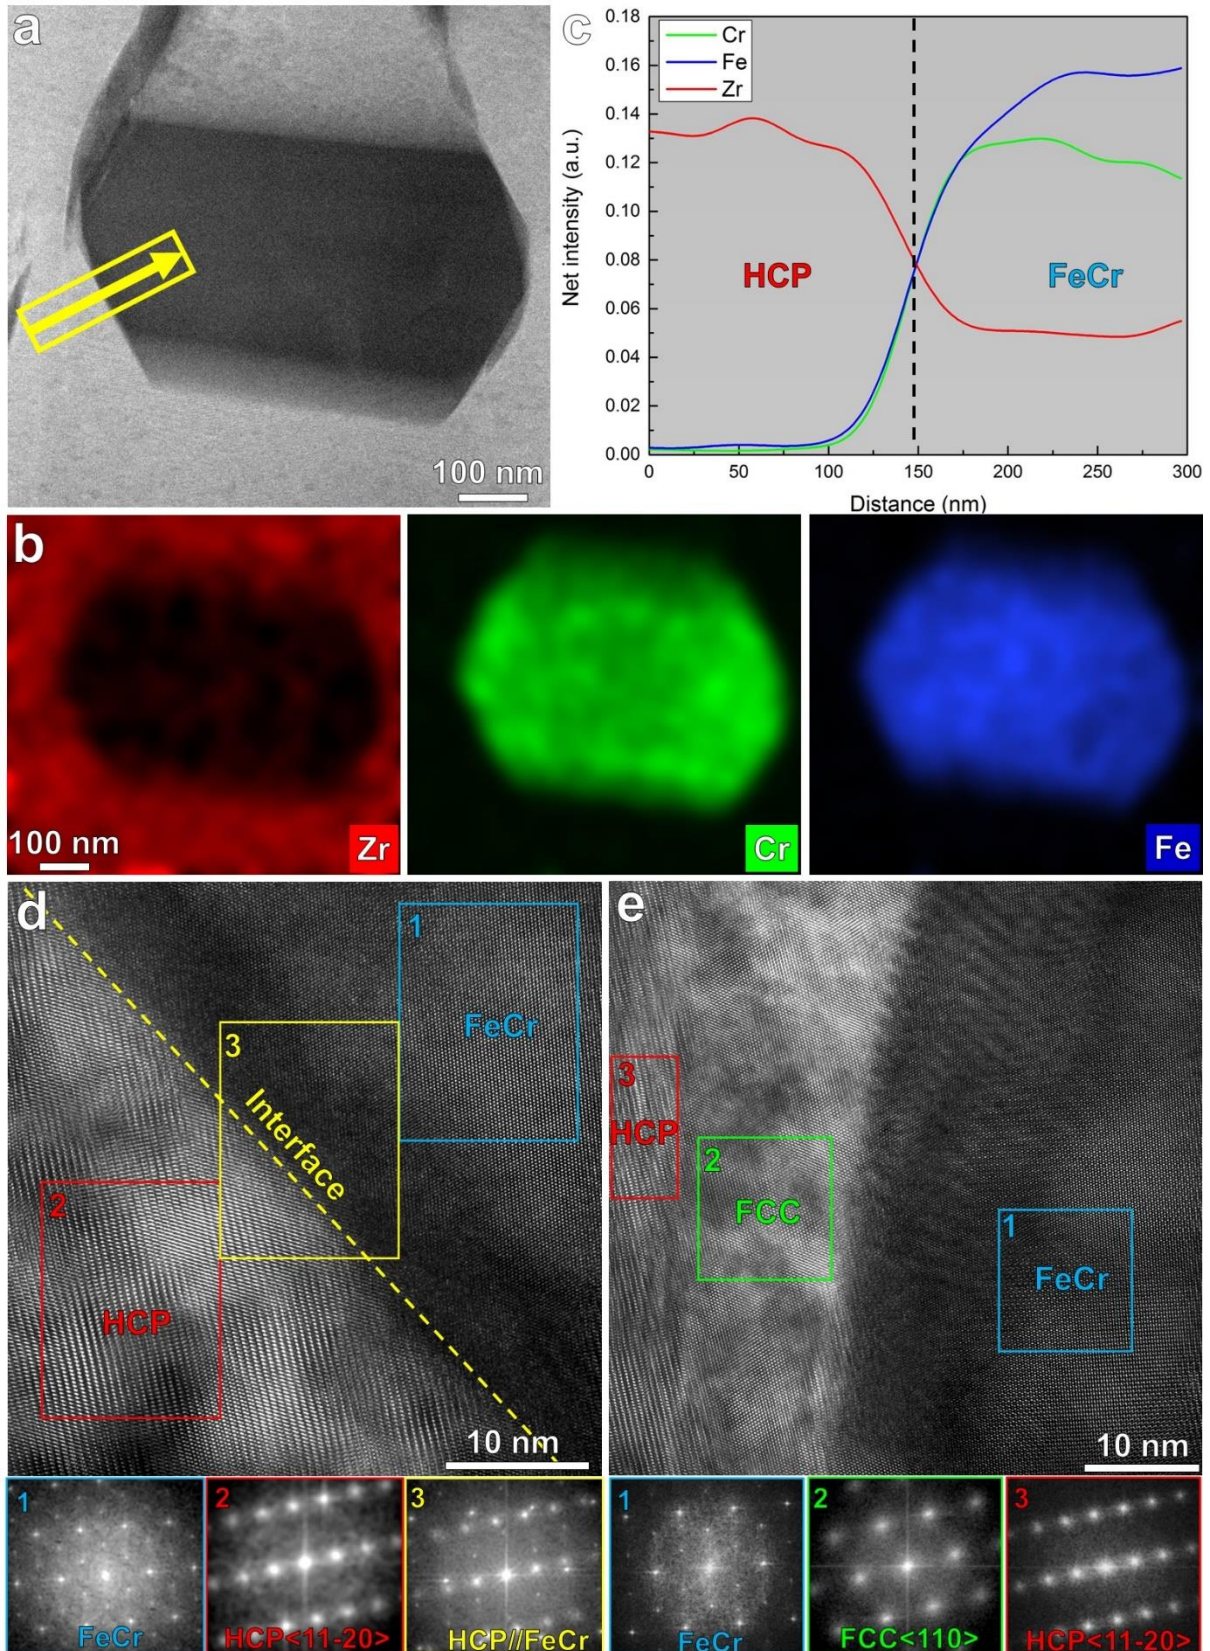 a
100 nm
c
Cr
Fe
Zr
HCP
FeCr
Net intensity (a.u.)
0.18
0.16
0.14
0.12
0.10
0.08
0.06
0.04
0.02
0.00
0 50 100 150 200 250 300
Distance (nm)
b
100 nm
Zr
Cr
Fe
d
1
FeCr
3
Interface
2
HCP
10 nm
e
3
HCP
2
FCC
1
FeCr
10 nm
1
FeCr
2
HCP<11-20>
3
HCP//FeCr
1
FeCr
2
FCC<110>
3
HCP<11-20>